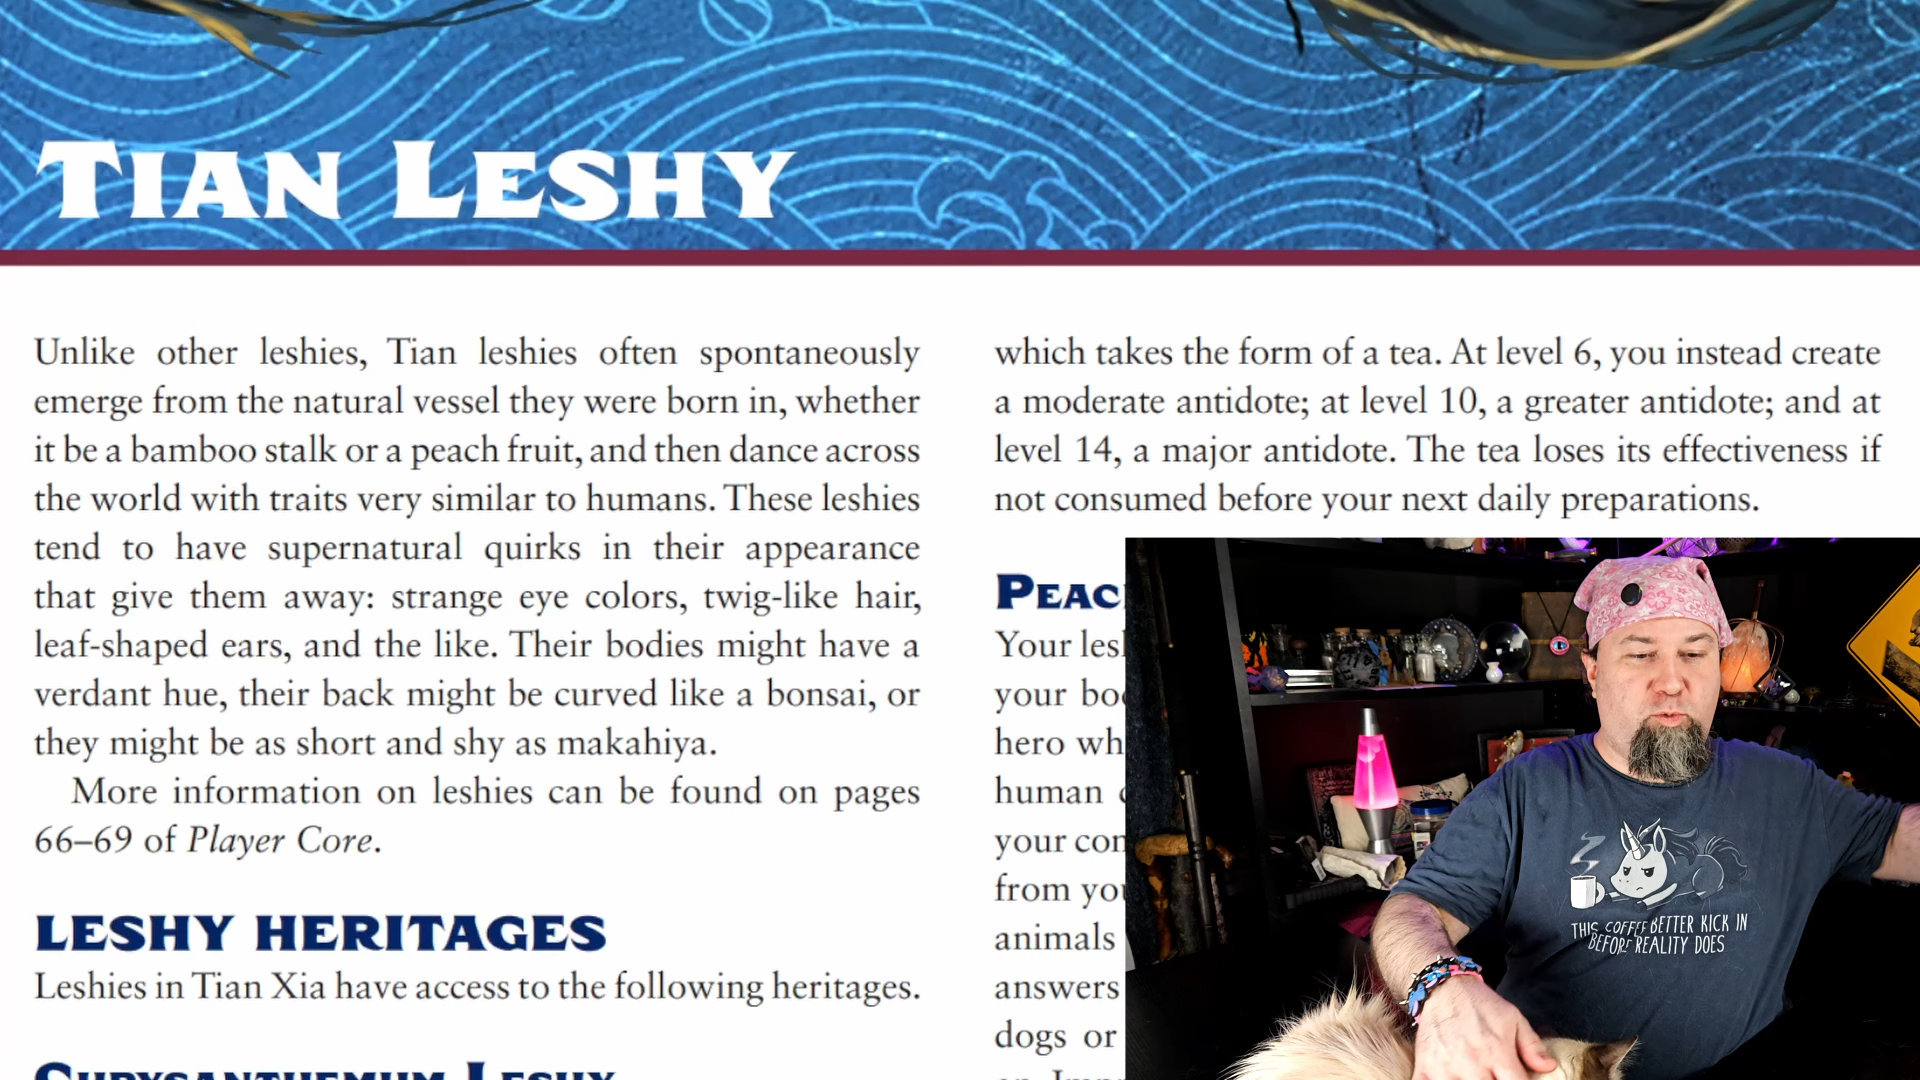 TIAN LESHY
Unlike other leshies, Tian leshies often spontaneously
emerge from the natural vessel they were born in, whether
it be a bamboo stalk or a peach fruit, and then dance across
the world with traits very similar to humans. These leshies
tend to have supernatural quirks in their appearance
that give them away: strange eye colors, twig-like hair,
leaf-shaped ears, and the like. Their bodies might have a
verdant hue, their back might be curved like a bonsai, or
they might be as short and shy as makahiya.
More information on leshies can be found on pages
66–69 of Player Core.
LESHY HERITAGES
Leshies in Tian Xia have access to the following heritages.
CHRYSANTHEMUM LESHY
which takes the form of a tea. At level 6, you instead create
a moderate antidote; at level 10, a greater antidote; and at
level 14, a major antidote. The tea loses its effectiveness if
not consumed before your next daily preparations.
Your
your
hero
human
your
from
animals
answers
dogs or
THIS COFFEE BETTER KICK IN
BEFORE REALITY DOES